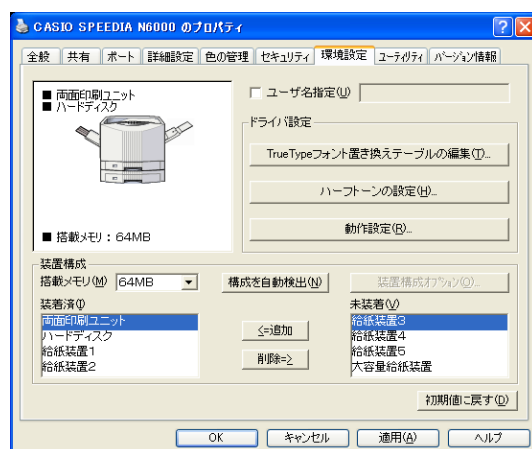 CASIO SPEEDIA N6000 のプロパティ
全般 共有 ポート 詳細設定 色の管理 セキュリティ 環境設定 ユーティリティ バージョン情報
■ 両面印刷ユニット
■ ハードディスク
■ 搭載メモリ : 64MB
ユーザ名指定(U)
ドライバ設定
TrueTypeフォント置き換えテーブルの編集(T)...
ハーフトーンの設定(H)...
動作設定(R)...
装置構成
搭載メモリ(M) 64MB 構成を自動検出(N) 装置構成オプション(O)...
装着済(I)
両面印刷ユニット
ハードディスク
給紙装置1
給紙装置2
<=追加
削除=>
未装着(V)
給紙装置3
給紙装置4
給紙装置5
大容量給紙装置
初期値に戻す(D)
OK キャンセル 適用(A) ヘルプ